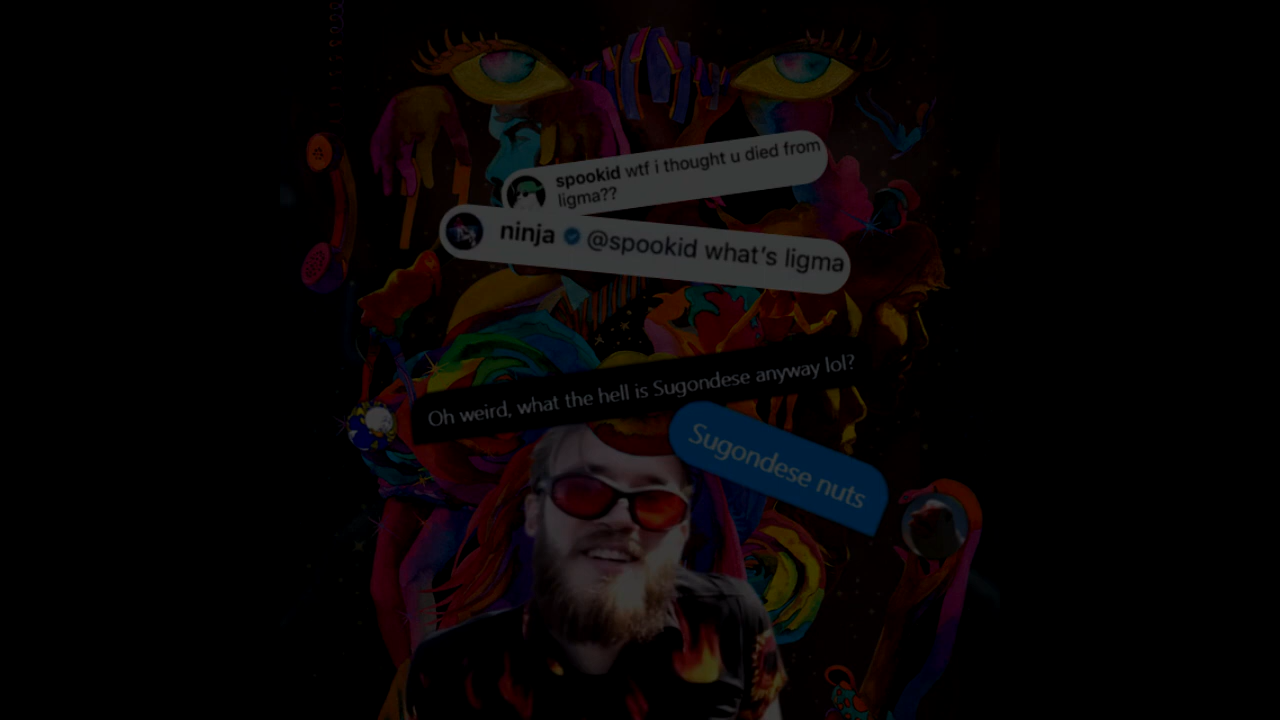 spookid wtf i thought u died from
ligma??
ninja @spookid what's ligma
Oh weird, what the hell is Sugondese anyway lol?
Sugondese nuts